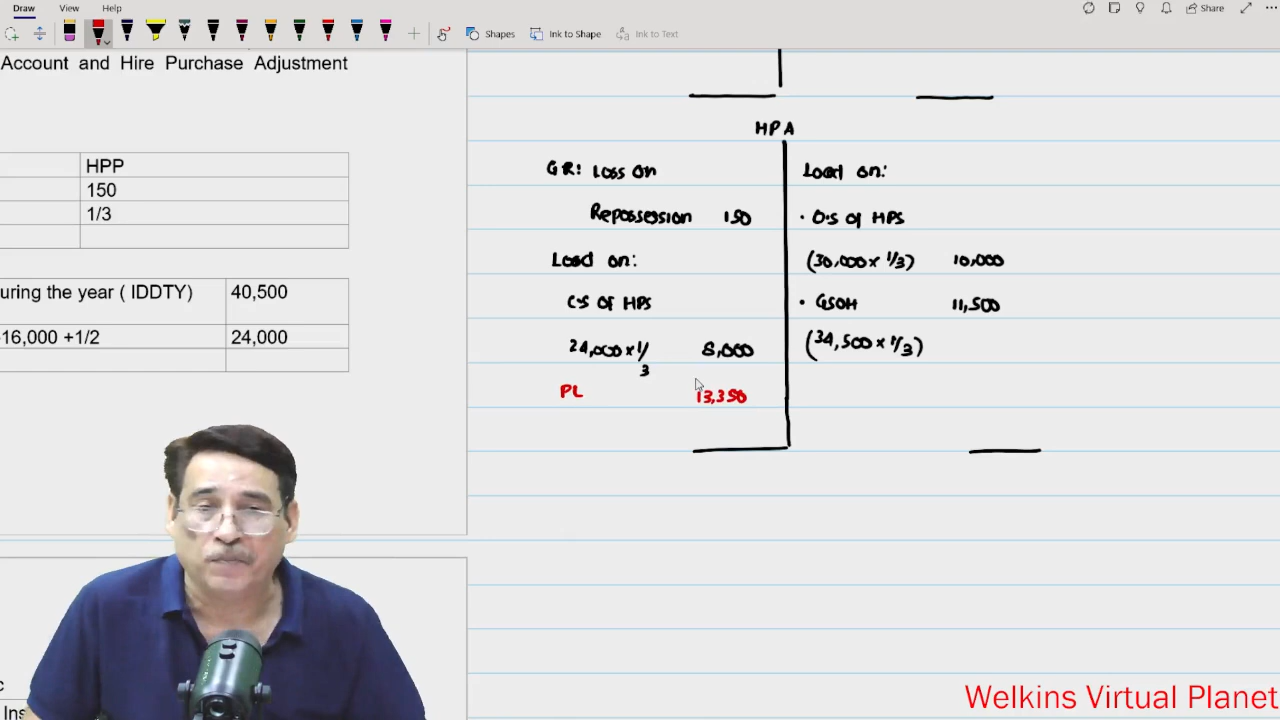 Draw View Help
Share
Shapes Ink to Shape Ink to Text
Account and Hire Purchase Adjustment
HPP
150
1/3
uring the year ( IDDTY) 40,500
16,000 +1/2 24,000
c
Ins
HPA
GR: Loss on
Repossession 150
Load on:
C·S OF HPS
24,000 × 1/3 8,000
PL 13,350
Load on:
· O·S of HPS
(30,000 × 1/3) 10,000
· GSOH 11,500
(34,500 × 1/3)
Welkins Virtual Planet